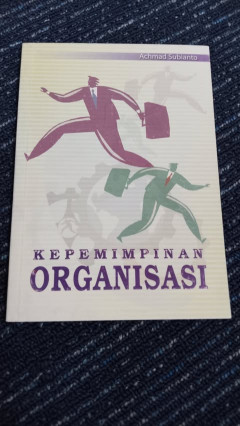 Achmad Subianto
KEPEMIMPINAN
ORGANISASI